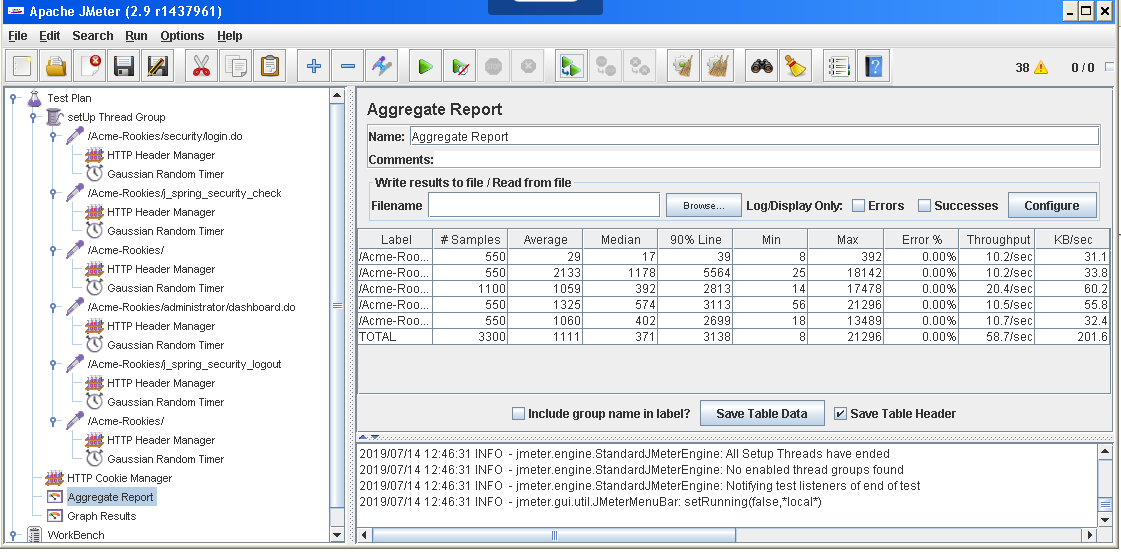 Apache JMeter (2.9 r1437961)
File Edit Search Run Options Help
38 0 / 0
Test Plan
setUp Thread Group
/Acme-Rookies/security/login.do
HTTP Header Manager
Gaussian Random Timer
/Acme-Rookies/j_spring_security_check
HTTP Header Manager
Gaussian Random Timer
/Acme-Rookies/
HTTP Header Manager
Gaussian Random Timer
/Acme-Rookies/administrator/dashboard.do
HTTP Header Manager
Gaussian Random Timer
/Acme-Rookies/j_spring_security_logout
HTTP Header Manager
Gaussian Random Timer
/Acme-Rookies/
HTTP Header Manager
Gaussian Random Timer
HTTP Cookie Manager
Aggregate Report
Graph Results
WorkBench
Aggregate Report
Name: Aggregate Report
Comments:
Write results to file / Read from file
Filename Browse... Log/Display Only: Errors Successes Configure
Label # Samples Average Median 90% Line Min Max Error % Throughput KB/sec
/Acme-Roo... 550 29 17 39 8 392 0.00% 10.2/sec 31.1
/Acme-Roo... 550 2133 1178 5564 25 18142 0.00% 10.2/sec 33.8
/Acme-Roo... 1100 1059 392 2813 14 17478 0.00% 20.4/sec 60.2
/Acme-Roo... 550 1325 574 3113 56 21296 0.00% 10.5/sec 55.8
/Acme-Roo... 550 1060 402 2699 18 13489 0.00% 10.7/sec 32.4
TOTAL 3300 1111 371 3138 8 21296 0.00% 58.7/sec 201.6
Include group name in label? Save Table Data Save Table Header
2019/07/14 12:46:31 INFO - jmeter.engine.StandardJMeterEngine: All Setup Threads have ended
2019/07/14 12:46:31 INFO - jmeter.engine.StandardJMeterEngine: No enabled thread groups found
2019/07/14 12:46:31 INFO - jmeter.engine.StandardJMeterEngine: Notifying test listeners of end of test
2019/07/14 12:46:31 INFO - jmeter.gui.util.JMeterMenuBar: setRunning(false,*local*)